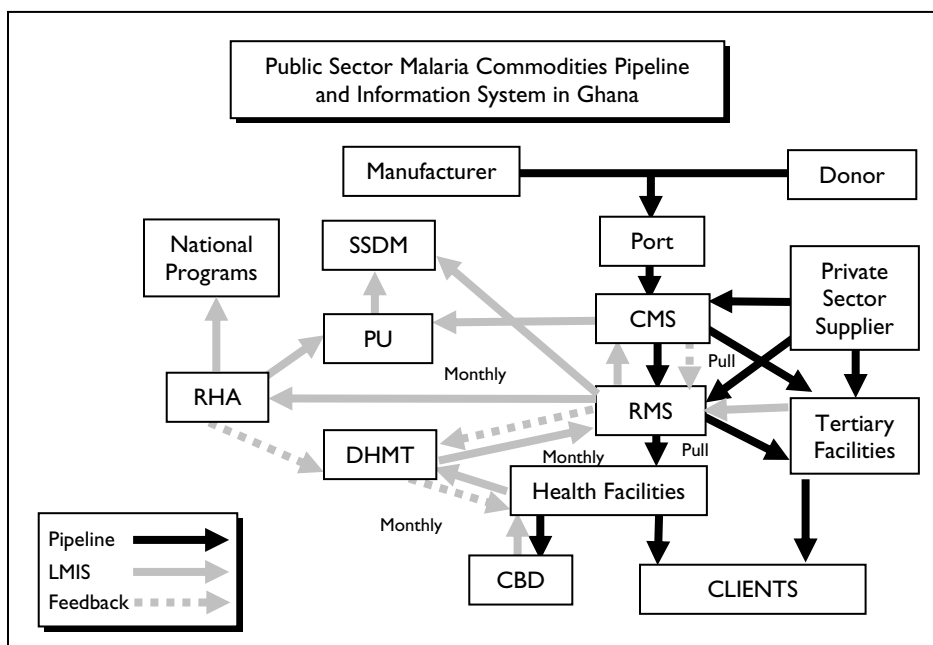 Public Sector Malaria Commodities Pipeline
and Information System in Ghana
Manufacturer
Donor
National
Programs
SSDM
Port
Private
Sector
Supplier
CMS
PU
Pull
Monthly
RHA
RMS
Tertiary
Facilities
DHMT
Monthly
Pull
Health Facilities
Monthly
Pipeline
LMIS
Feedback
CBD
CLIENTS